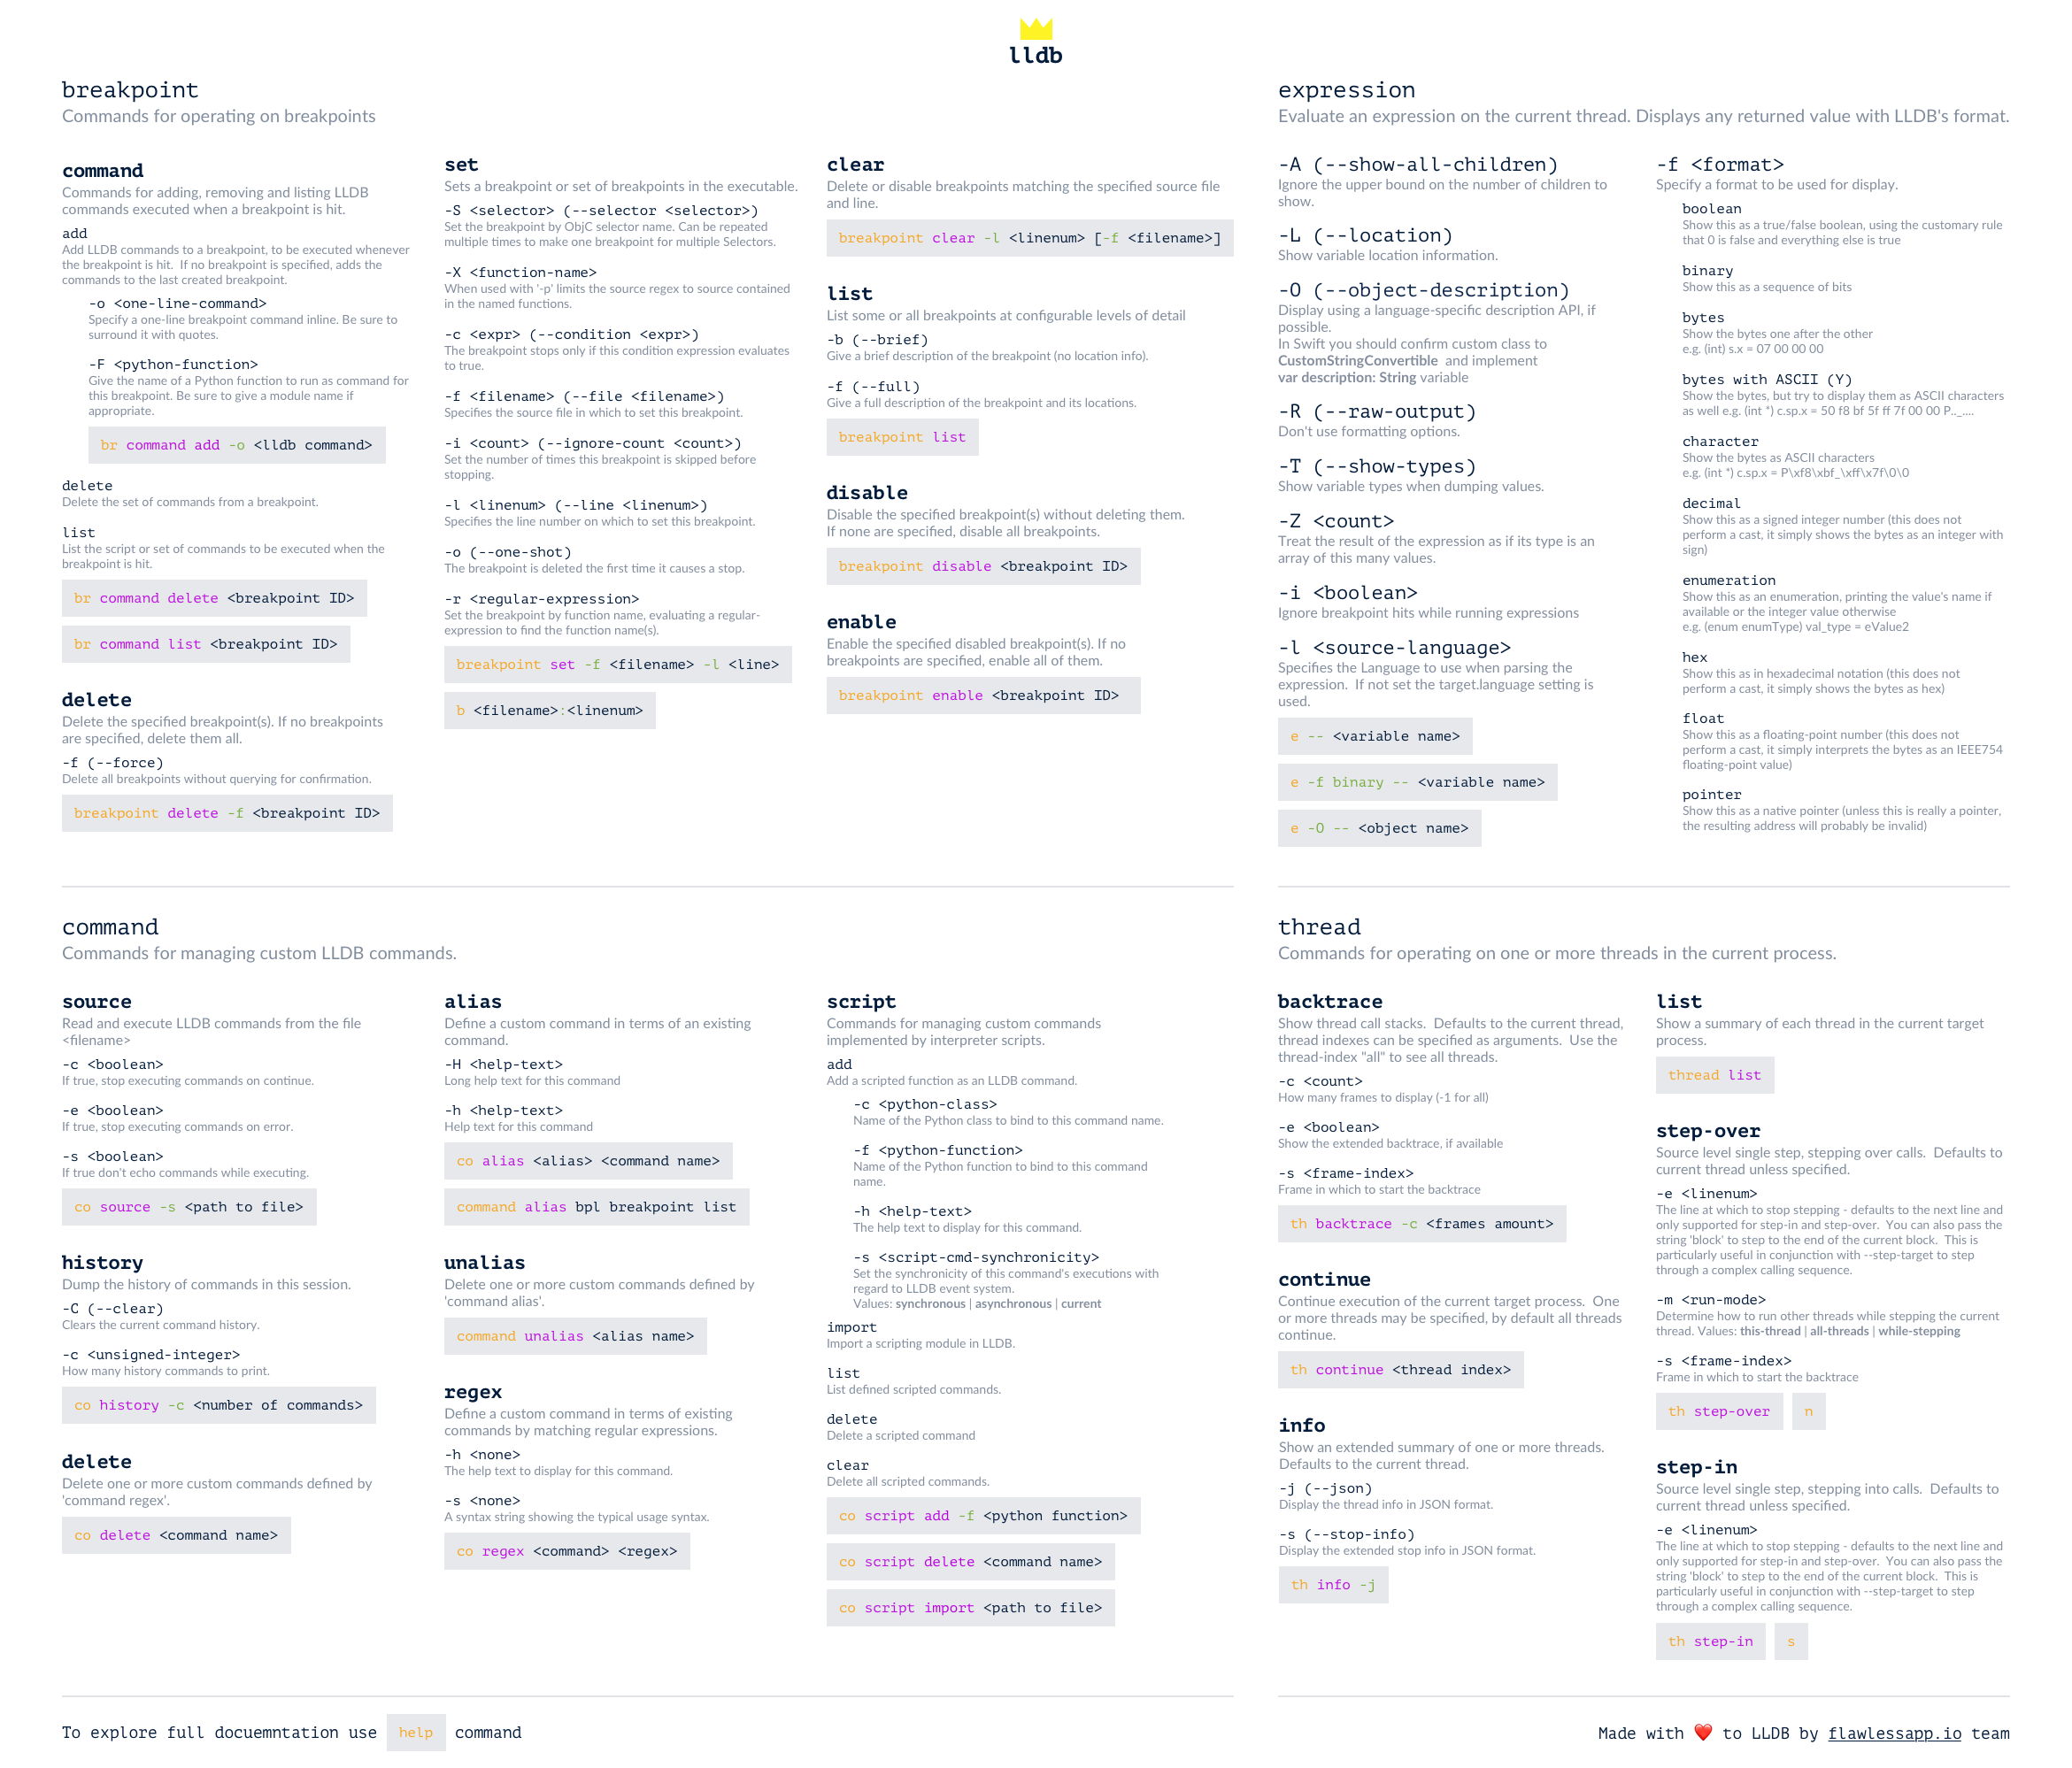 lldb
breakpoint
Commands for operating on breakpoints
command
Commands for adding, removing and listing LLDB
commands executed when a breakpoint is hit.
add
Add LLDB commands to a breakpoint, to be executed whenever
the breakpoint is hit.  If no breakpoint is specified, adds the
commands to the last created breakpoint.
-o <one-line-command>
Specify a one-line breakpoint command inline. Be sure to
surround it with quotes.
-F <python-function>
Give the name of a Python function to run as command for
this breakpoint. Be sure to give a module name if
appropriate.
br command add -o <lldb command>
delete
Delete the set of commands from a breakpoint.
list
List the script or set of commands to be executed when the
breakpoint is hit.
br command delete <breakpoint ID>
br command list <breakpoint ID>
delete
Delete the specified breakpoint(s). If no breakpoints
are specified, delete them all.
-f (--force)
Delete all breakpoints without querying for confirmation.
breakpoint delete -f <breakpoint ID>
set
Sets a breakpoint or set of breakpoints in the executable.
-S <selector> (--selector <selector>)
Set the breakpoint by ObjC selector name. Can be repeated
multiple times to make one breakpoint for multiple Selectors.
-X <function-name>
When used with '-p' limits the source regex to source contained
in the named functions.
-c <expr> (--condition <expr>)
The breakpoint stops only if this condition expression evaluates
to true.
-f <filename> (--file <filename>)
Specifies the source file in which to set this breakpoint.
-i <count> (--ignore-count <count>)
Set the number of times this breakpoint is skipped before
stopping.
-l <linenum> (--line <linenum>)
Specifies the line number on which to set this breakpoint.
-o (--one-shot)
The breakpoint is deleted the first time it causes a stop.
-r <regular-expression>
Set the breakpoint by function name, evaluating a regular-
expression to find the function name(s).
breakpoint set -f <filename> -l <line>
b <filename>:<linenum>
clear
Delete or disable breakpoints matching the specified source file
and line.
breakpoint clear -l <linenum> [-f <filename>]
list
List some or all breakpoints at configurable levels of detail
-b (--brief)
Give a brief description of the breakpoint (no location info).
-f (--full)
Give a full description of the breakpoint and its locations.
breakpoint list
disable
Disable the specified breakpoint(s) without deleting them.
If none are specified, disable all breakpoints.
breakpoint disable <breakpoint ID>
enable
Enable the specified disabled breakpoint(s). If no
breakpoints are specified, enable all of them.
breakpoint enable <breakpoint ID>
expression
Evaluate an expression on the current thread. Displays any returned value with LLDB's format.
-A (--show-all-children)
Ignore the upper bound on the number of children to
show.
-L (--location)
Show variable location information.
-O (--object-description)
Display using a language-specific description API, if
possible.
In Swift you should confirm custom class to
CustomStringConvertible  and implement
var description: String variable
-R (--raw-output)
Don't use formatting options.
-T (--show-types)
Show variable types when dumping values.
-Z <count>
Treat the result of the expression as if its type is an
array of this many values.
-i <boolean>
Ignore breakpoint hits while running expressions
-l <source-language>
Specifies the Language to use when parsing the
expression.  If not set the target.language setting is
used.
e -- <variable name>
e -f binary -- <variable name>
e -O -- <object name>
-f <format>
Specify a format to be used for display.
boolean
Show this as a true/false boolean, using the customary rule
that 0 is false and everything else is true
binary
Show this as a sequence of bits
bytes
Show the bytes one after the other
e.g. (int) s.x = 07 00 00 00
bytes with ASCII (Y)
Show the bytes, but try to display them as ASCII characters
as well e.g. (int *) c.sp.x = 50 f8 bf 5f ff 7f 00 00 P.._....
character
Show the bytes as ASCII characters
e.g. (int *) c.sp.x = P\xf8\xbf_\xff\x7f\0\0
decimal
Show this as a signed integer number (this does not
perform a cast, it simply shows the bytes as an integer with
sign)
enumeration
Show this as an enumeration, printing the value's name if
available or the integer value otherwise
e.g. (enum enumType) val_type = eValue2
hex
Show this as in hexadecimal notation (this does not
perform a cast, it simply shows the bytes as hex)
float
Show this as a floating-point number (this does not
perform a cast, it simply interprets the bytes as an IEEE754
floating-point value)
pointer
Show this as a native pointer (unless this is really a pointer,
the resulting address will probably be invalid)
command
Commands for managing custom LLDB commands.
source
Read and execute LLDB commands from the file
<filename>
-c <boolean>
If true, stop executing commands on continue.
-e <boolean>
If true, stop executing commands on error.
-s <boolean>
If true don't echo commands while executing.
co source -s <path to file>
history
Dump the history of commands in this session.
-C (--clear)
Clears the current command history.
-c <unsigned-integer>
How many history commands to print.
co history -c <number of commands>
delete
Delete one or more custom commands defined by
'command regex'.
co delete <command name>
alias
Define a custom command in terms of an existing
command.
-H <help-text>
Long help text for this command
-h <help-text>
Help text for this command
co alias <alias> <command name>
command alias bpl breakpoint list
unalias
Delete one or more custom commands defined by
'command alias'.
command unalias <alias name>
regex
Define a custom command in terms of existing
commands by matching regular expressions.
-h <none>
The help text to display for this command.
-s <none>
A syntax string showing the typical usage syntax.
co regex <command> <regex>
script
Commands for managing custom commands
implemented by interpreter scripts.
add
Add a scripted function as an LLDB command.
-c <python-class>
Name of the Python class to bind to this command name.
-f <python-function>
Name of the Python function to bind to this command
name.
-h <help-text>
The help text to display for this command.
-s <script-cmd-synchronicity>
Set the synchronicity of this command's executions with
regard to LLDB event system.
Values: synchronous | asynchronous | current
import
Import a scripting module in LLDB.
list
List defined scripted commands.
delete
Delete a scripted command
clear
Delete all scripted commands.
co script add -f <python function>
co script delete <command name>
co script import <path to file>
thread
Commands for operating on one or more threads in the current process.
backtrace
Show thread call stacks.  Defaults to the current thread,
thread indexes can be specified as arguments.  Use the
thread-index "all" to see all threads.
-c <count>
How many frames to display (-1 for all)
-e <boolean>
Show the extended backtrace, if available
-s <frame-index>
Frame in which to start the backtrace
th backtrace -c <frames amount>
continue
Continue execution of the current target process.  One
or more threads may be specified, by default all threads
continue.
th continue <thread index>
info
Show an extended summary of one or more threads.
Defaults to the current thread.
-j (--json)
Display the thread info in JSON format.
-s (--stop-info)
Display the extended stop info in JSON format.
th info -j
list
Show a summary of each thread in the current target
process.
thread list
step-over
Source level single step, stepping over calls.  Defaults to
current thread unless specified.
-e <linenum>
The line at which to stop stepping - defaults to the next line and
only supported for step-in and step-over.  You can also pass the
string 'block' to step to the end of the current block.  This is
particularly useful in conjunction with --step-target to step
through a complex calling sequence.
-m <run-mode>
Determine how to run other threads while stepping the current
thread. Values: this-thread | all-threads | while-stepping
-s <frame-index>
Frame in which to start the backtrace
th step-over n
step-in
Source level single step, stepping into calls.  Defaults to
current thread unless specified.
-e <linenum>
The line at which to stop stepping - defaults to the next line and
only supported for step-in and step-over.  You can also pass the
string 'block' to step to the end of the current block.  This is
particularly useful in conjunction with --step-target to step
through a complex calling sequence.
th step-in s
To explore full docuemntation use help command
Made with ❤️ to LLDB by flawlessapp.io team